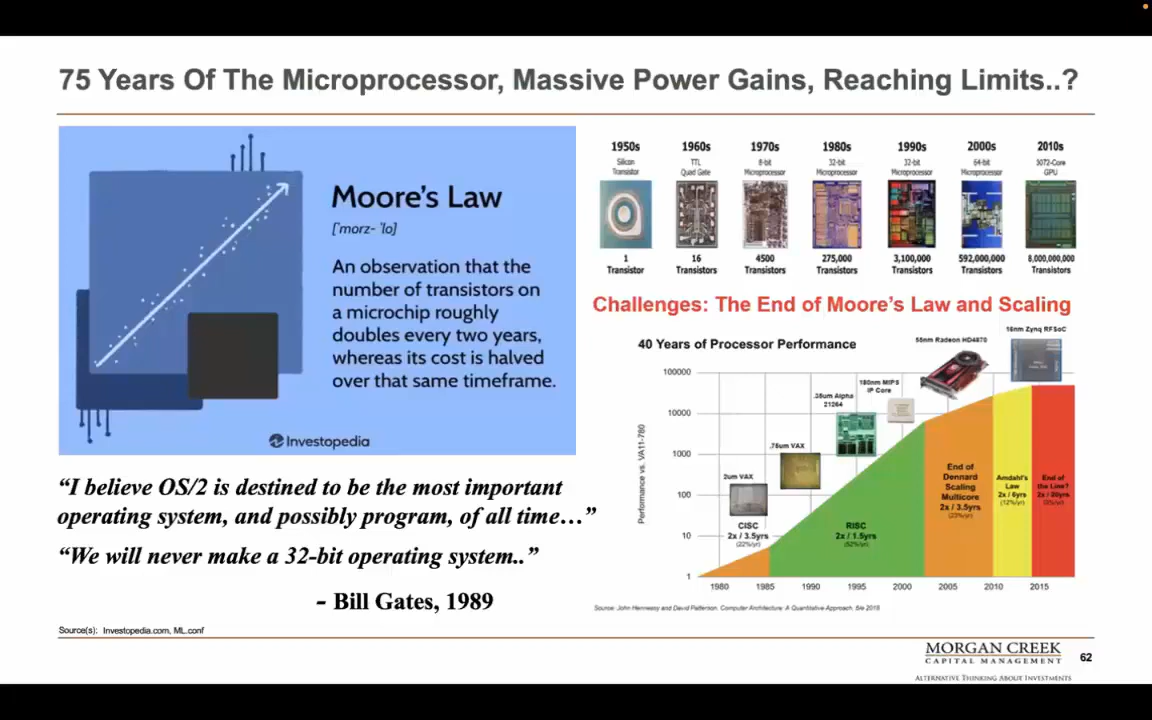 75 Years Of The Microprocessor, Massive Power Gains, Reaching Limits..?
Moore's Law
['morz- 'lo]
An observation that the
number of transistors on
a microchip roughly
doubles every two years,
whereas its cost is halved
over that same timeframe.
Investopedia
“I believe OS/2 is destined to be the most important
operating system, and possibly program, of all time…”
“We will never make a 32-bit operating system..”
- Bill Gates, 1989
1950s 1960s 1970s 1980s 1990s 2000s 2010s
Silicon TTL 8-bit 32-bit 32-bit 64-bit 3072-Core
Transistor Quad Gate Microprocessor Microprocessor Microprocessor Microprocessor GPU
1 16 4500 275,000 3,100,000 592,000,000 8,000,000,000
Transistor Transistors Transistors Transistors Transistors Transistors Transistors
Challenges: The End of Moore's Law and Scaling
40 Years of Processor Performance
Performance vs. VA11-780
100000
10000
1000
100
10
1
1980 1985 1990 1995 2000 2005 2010 2015
2um VAX
.75um VAX
.35um Alpha
21264
180nm MIPS
IP Core
55nm Radeon HD4870
16nm Zynq RFSoC
CISC
2x / 3.5yrs
(22%/yr)
RISC
2x / 1.5yrs
(52%/yr)
End of
Dennard
Scaling
Multicore
2x / 3.5yrs
(23%/yr)
Amdahl's
Law
2x / 6yrs
(12%/yr)
End of
the Line?
2x / 20yrs
(3%/yr)
Source: John Hennessy and David Patterson, Computer Architecture: A Quantitative Approach, 6/e 2018
Source(s): Investopedia.com, ML.conf
MORGAN CREEK
CAPITAL MANAGEMENT
ALTERNATIVE THINKING ABOUT INVESTMENTS
62